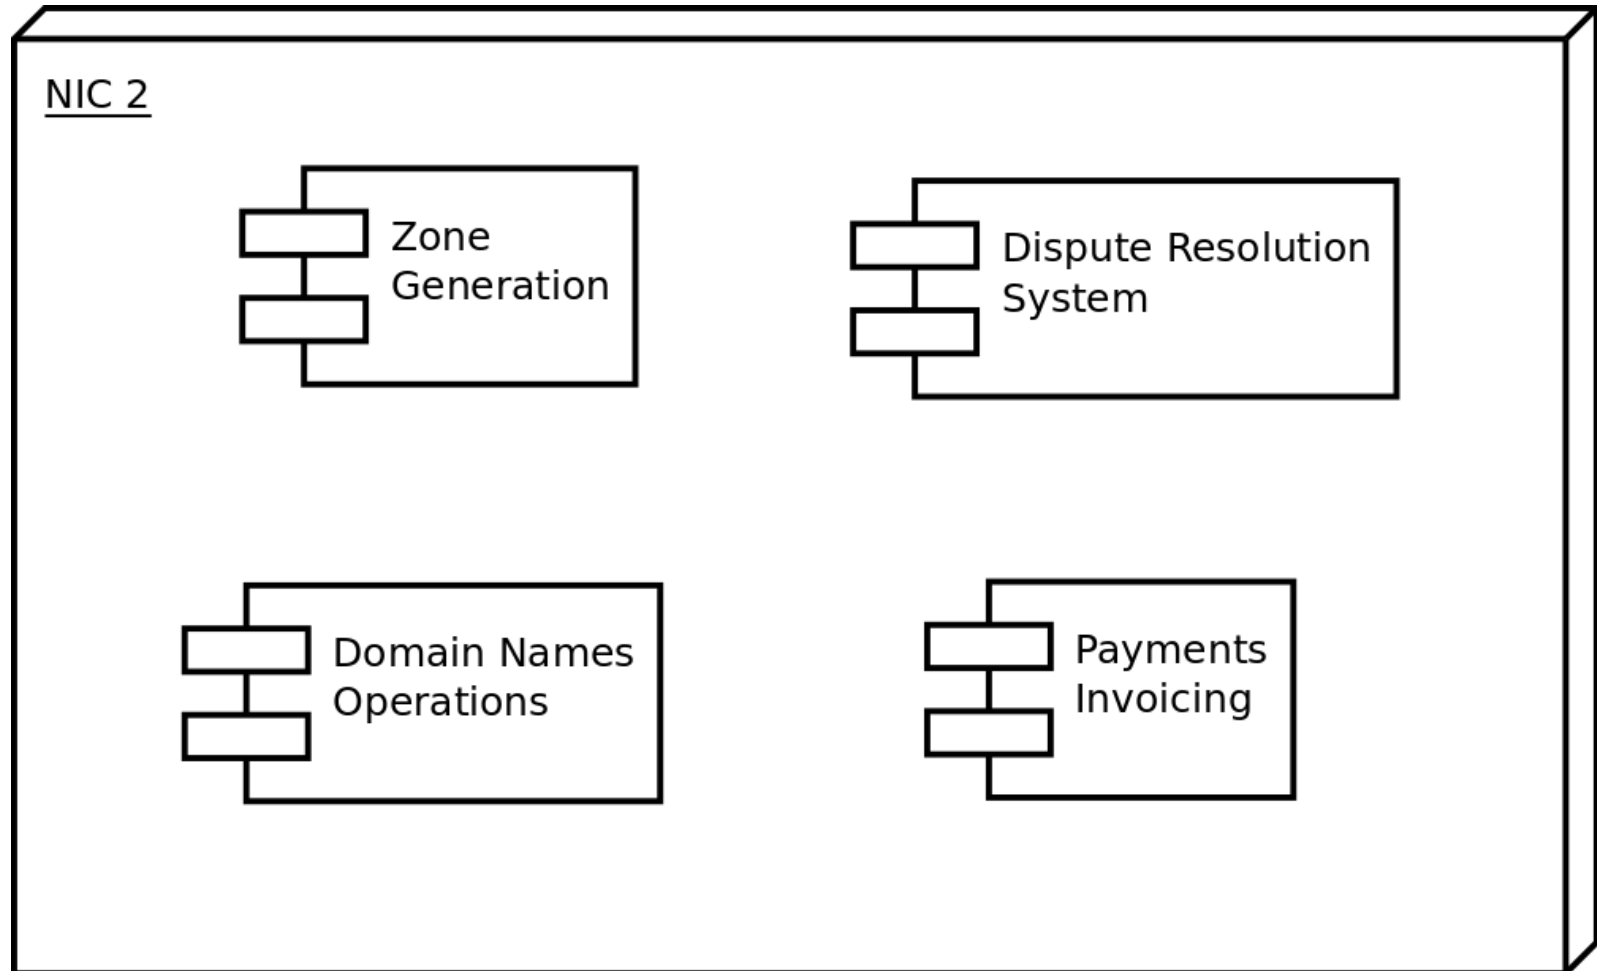 NIC 2
Zone
Generation
Dispute Resolution
System
Domain Names
Operations
Payments
Invoicing